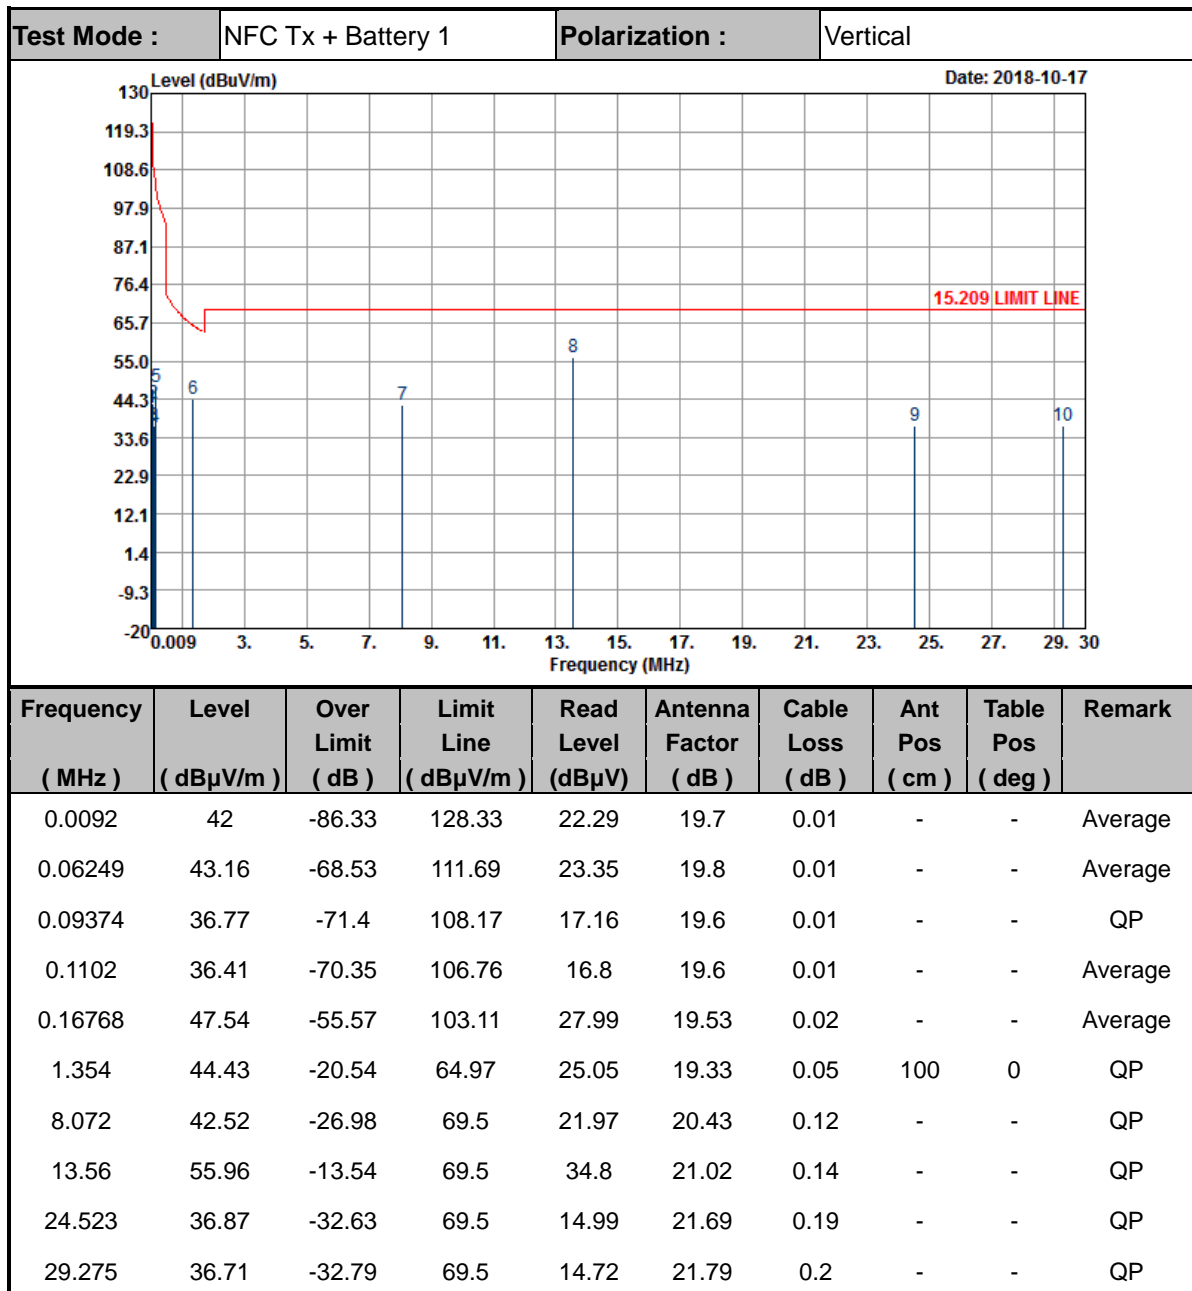 Test Mode : NFC Tx + Battery 1 Polarization : Vertical
Level (dBuV/m) Date: 2018-10-17
130
119.3
108.6
97.9
87.1
76.4
15.209 LIMIT LINE
65.7
8
55.0
5
6
7
44.3
9
10
33.6
22.9
12.1
1.4
-9.3
-20
0.009 3. 5. 7. 9. 11. 13. 15. 17. 19. 21. 23. 25. 27. 29. 30
Frequency (MHz)
Frequency Level Over Limit Read Antenna Cable Ant Table Remark
Limit Line Level Factor Loss Pos Pos
( MHz ) ( dBµV/m ) ( dB ) ( dBµV/m ) (dBµV) ( dB ) ( dB ) ( cm ) ( deg )
0.0092 42 -86.33 128.33 22.29 19.7 0.01 - - Average
0.06249 43.16 -68.53 111.69 23.35 19.8 0.01 - - Average
0.09374 36.77 -71.4 108.17 17.16 19.6 0.01 - - QP
0.1102 36.41 -70.35 106.76 16.8 19.6 0.01 - - Average
0.16768 47.54 -55.57 103.11 27.99 19.53 0.02 - - Average
1.354 44.43 -20.54 64.97 25.05 19.33 0.05 100 0 QP
8.072 42.52 -26.98 69.5 21.97 20.43 0.12 - - QP
13.56 55.96 -13.54 69.5 34.8 21.02 0.14 - - QP
24.523 36.87 -32.63 69.5 14.99 21.69 0.19 - - QP
29.275 36.71 -32.79 69.5 14.72 21.79 0.2 - - QP